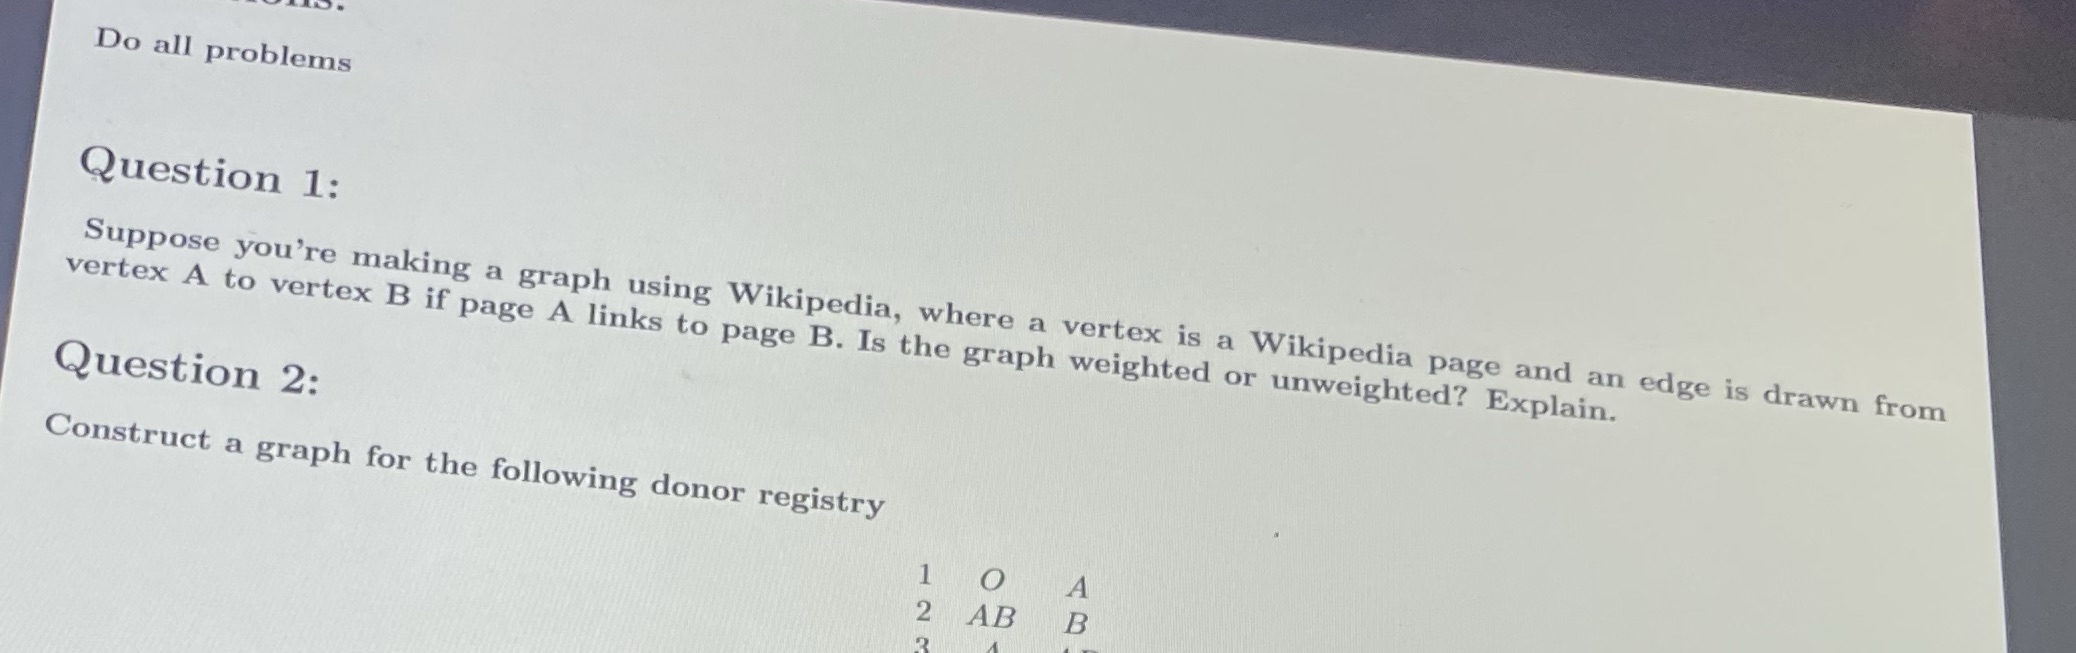 Do all problems
Question 1:
Suppose you're making a graph using Wikipedia, where a vertex is a Wikipedia page and an edge is drawn from
vertex A to vertex B if page A links to page B. Is the graph weighted or unweighted? Explain.
Question 2:
Construct a graph for the following donor registry
1 O A
2 AB B
3